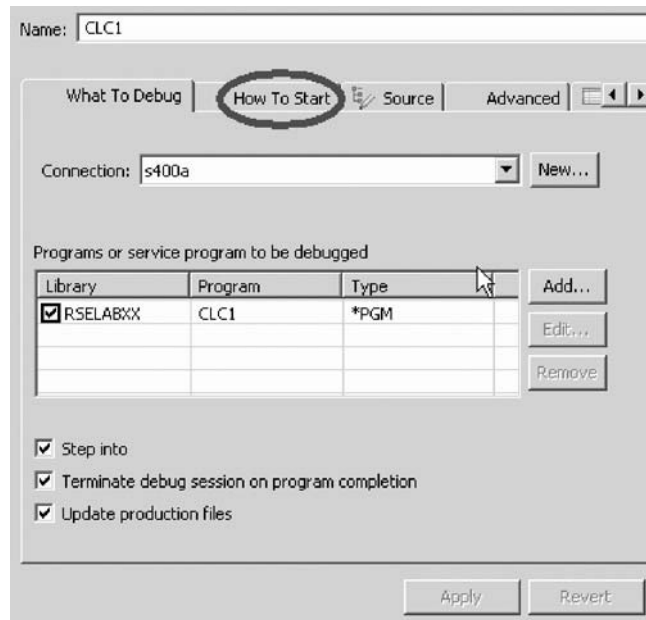 Name: CLC1
What To Debug How To Start Source Advanced
Connection: s400a New...
Programs or service program to be debugged
Library Program Type Add...
RSELABXX CLC1 *PGM
Edit...
Remove
Step into
Terminate debug session on program completion
Update production files
Apply Revert